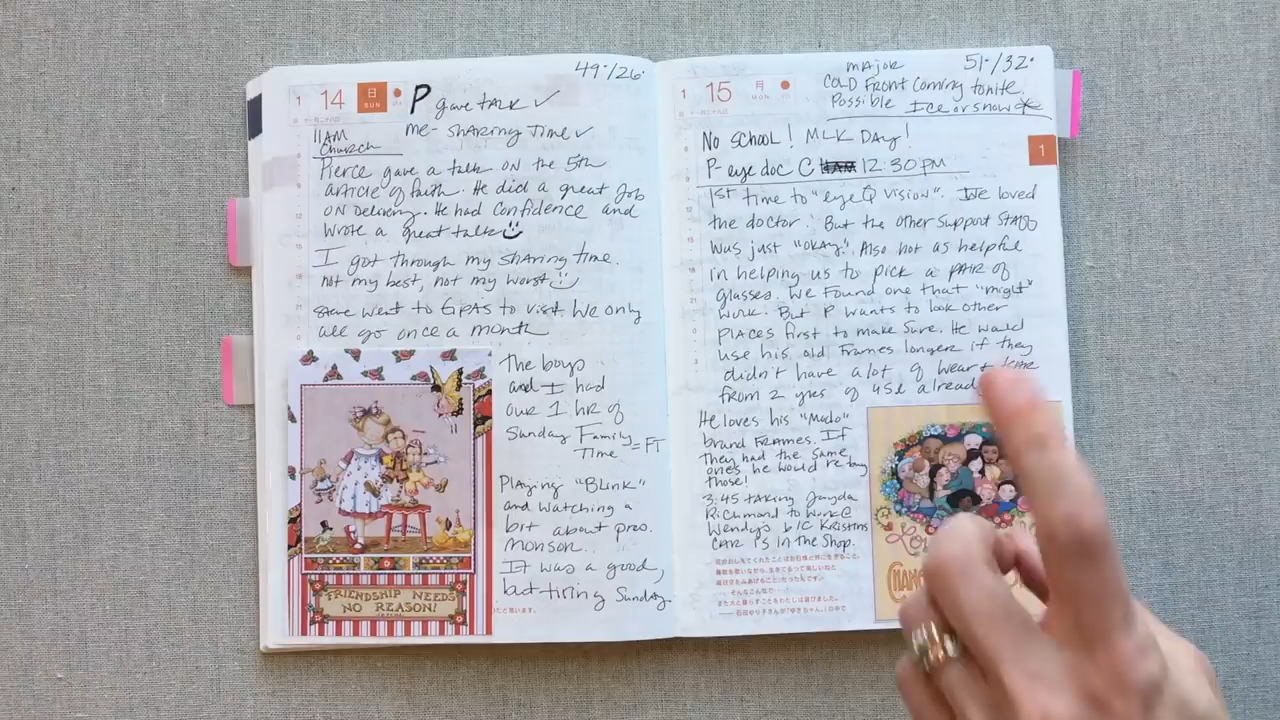 49°/26°
1 14 日 SUN
P gave talk ✓
me - sharing Time ✓
11AM
Church
Pierce gave a talk on the 5th
article of faith. He did a great job
on delivery. He had confidence and
wrote a great talk
I got through my sharing time.
not my best, not my worst
went to GPAs to visit. We only
all go once a month
The boys
and I had
our 1 hr of
Sunday Family
Time = FT
Playing "Blink"
and watching a
bit about pres.
Monson.
It was a good,
but tiring Sunday.
FRIENDSHIP NEEDS
NO REASON!
たと思います。
51°/32°
1 15 月 MON
major
COLD Front Coming tonite.
Possible Ice or snow
1
No school! MLK Day!
P- eye doc C 12:30 PM
1st time to "eye Q vision". We loved
the doctor! But the other support staff
was just "okay". Also not as helpful
in helping us to pick a pair of
glasses. We found one that "might"
work. But P wants to look other
places first to make sure. He would
use his old frames longer if they
didn't have a lot of wear +
from 2 yrs of use
He loves his
brand frames. If
they had the same
ones he would re buy
those!
3:45 taking Jayda
Richmond to work @
Wendy's b/c Kristins
car is in the shop.